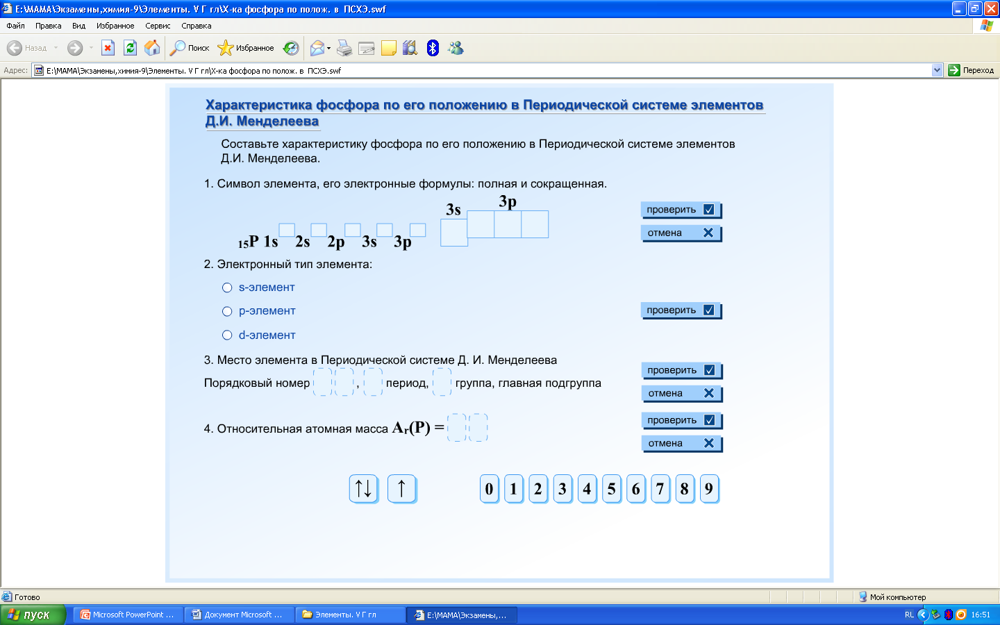 E:\МАМА\Экзамены,химия-9\Элементы. V Г гл\Х-ка фосфора по полож. в  ПСХЭ.swf
Файл Правка Вид Избранное Сервис Справка
Назад Поиск Избранное
Адрес: E:\МАМА\Экзамены,химия-9\Элементы. V Г гл\Х-ка фосфора по полож. в  ПСХЭ.swf Переход
Характеристика фосфора по его положению в Периодической системе элементов
Д.И. Менделеева
Составьте характеристику фосфора по его положению в Периодической системе элементов
Д.И. Менделеева.
1. Символ элемента, его электронные формулы: полная и сокращенная.
3s 3p
проверить
₁₅P 1s 2s 2p 3s 3p
отмена
2. Электронный тип элемента:
s-элемент
p-элемент
проверить
d-элемент
3. Место элемента в Периодической системе Д. И. Менделеева
проверить
Порядковый номер , период, группа, главная подгруппа
отмена
4. Относительная атомная масса Aᵣ(P) =
проверить
отмена
↑↓ ↑ 0 1 2 3 4 5 6 7 8 9
Готово Мой компьютер
пуск Microsoft PowerPoint ... Документ Microsoft ... Элементы. V Г гл E:\МАМА\Экзамены,... RL 16:51